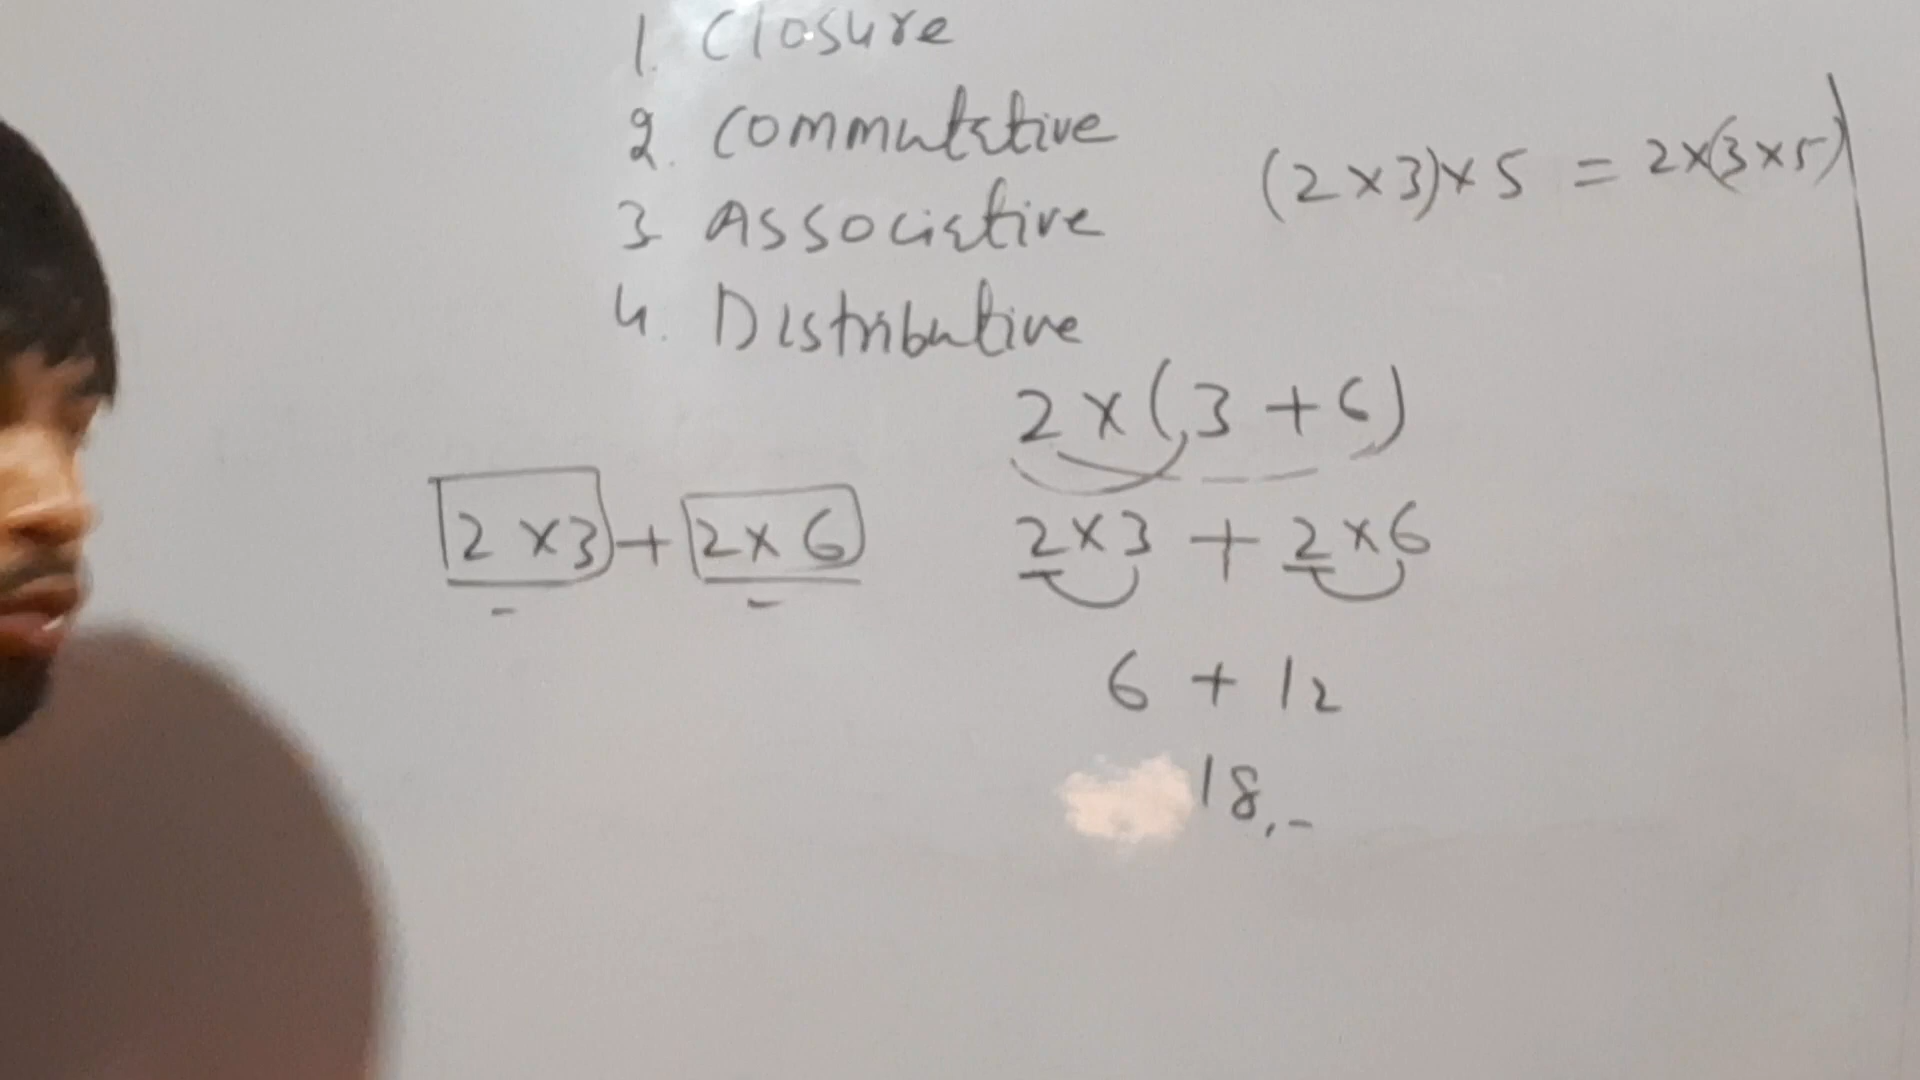 1. Closure
2. Commutative
(2×3)×5 = 2×(3×5)
3 Associative
4. Distributive
2×(3+6)
2×3 + 2×6
2×3 + 2×6
6 + 12
18